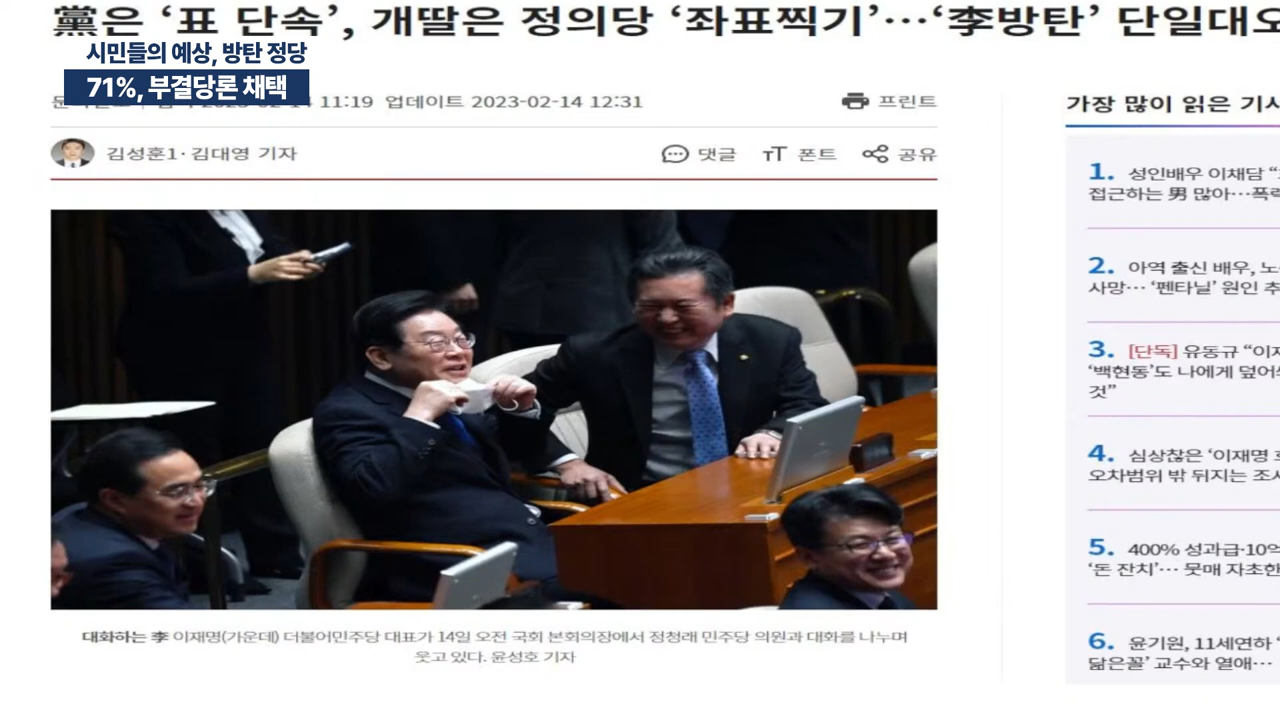 黨은 ‘표 단속’, 개딸은 정의당 ‘좌표찍기’…‘李방탄’ 단일대오
시민들의 예상, 방탄 정당
71%, 부결당론 채택
11:19 업데이트 2023-02-14 12:31
프린트
김성훈1· 김대영 기자
댓글 TT 폰트 공유
대화하는 李 이재명(가운데) 더불어민주당 대표가 14일 오전 국회 본회의장에서 정청래 민주당 의원과 대화를 나누며
웃고 있다. 윤성호 기자
가장 많이 읽은 기사
1. 성인배우 이채담 “
접근하는 男 많아…폭력
2. 아역 출신 배우, 노
사망… ‘펜타닐’ 원인 추
3. [단독] 유동규 “이재
‘백현동’도 나에게 덮어
것”
4. 심상찮은 ‘이재명
오차범위 밖 뒤지는 조사
5. 400% 성과급·10억
‘돈 잔치’… 뭇매 자초한
6. 윤기원, 11세연하
닮은꼴’ 교수와 열애…